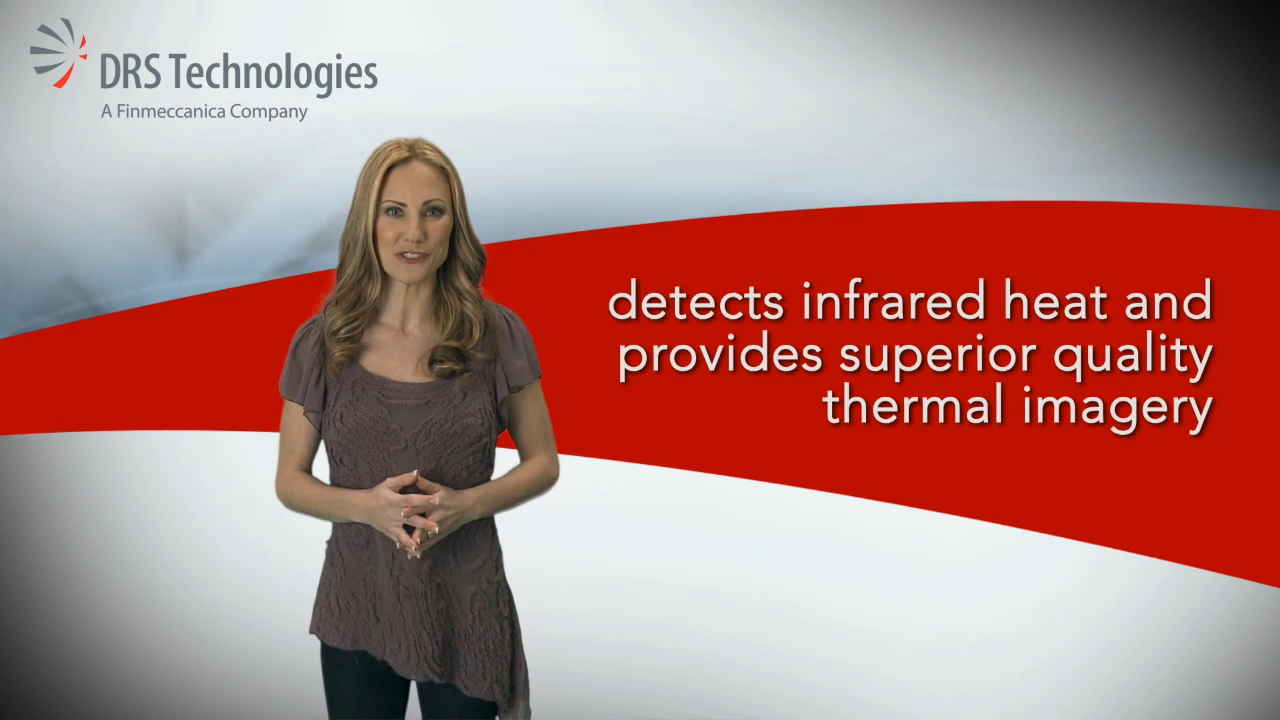 DRS Technologies
A Finmeccanica Company
detects infrared heat and
provides superior quality
thermal imagery